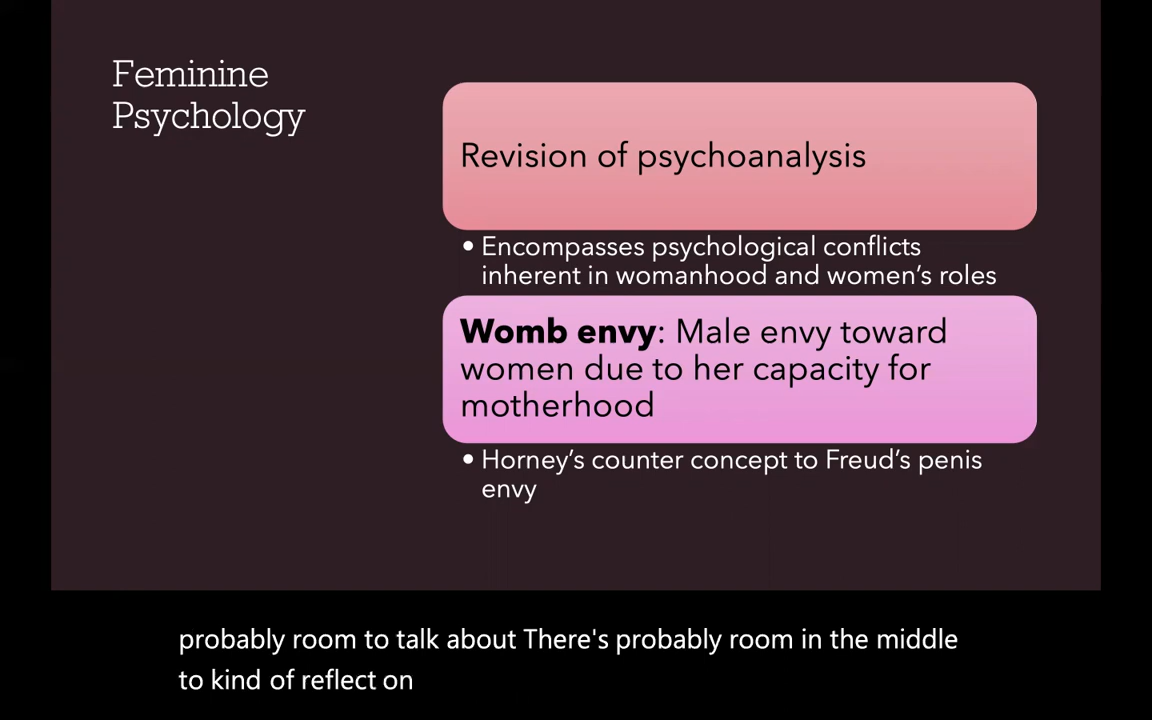 Feminine
Psychology
Revision of psychoanalysis
• Encompasses psychological conflicts
inherent in womanhood and women’s roles
Womb envy: Male envy toward
women due to her capacity for
motherhood
• Horney’s counter concept to Freud’s penis
envy
probably room to talk about There's probably room in the middle
to kind of reflect on